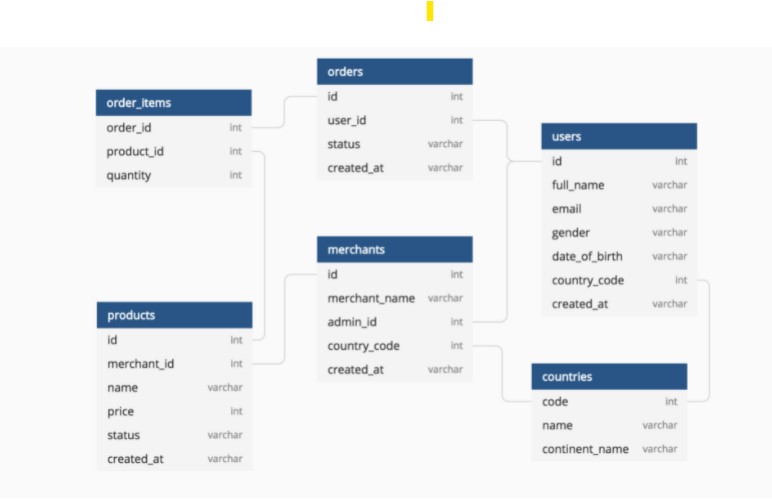 order_items
order_id int
product_id int
quantity int
orders
id int
user_id int
status varchar
created_at varchar
users
id int
full_name varchar
email varchar
gender varchar
date_of_birth varchar
country_code int
created_at varchar
merchants
id int
merchant_name varchar
admin_id int
country_code int
created_at varchar
products
id int
merchant_id int
name varchar
price int
status varchar
created_at varchar
countries
code int
name varchar
continent_name varchar